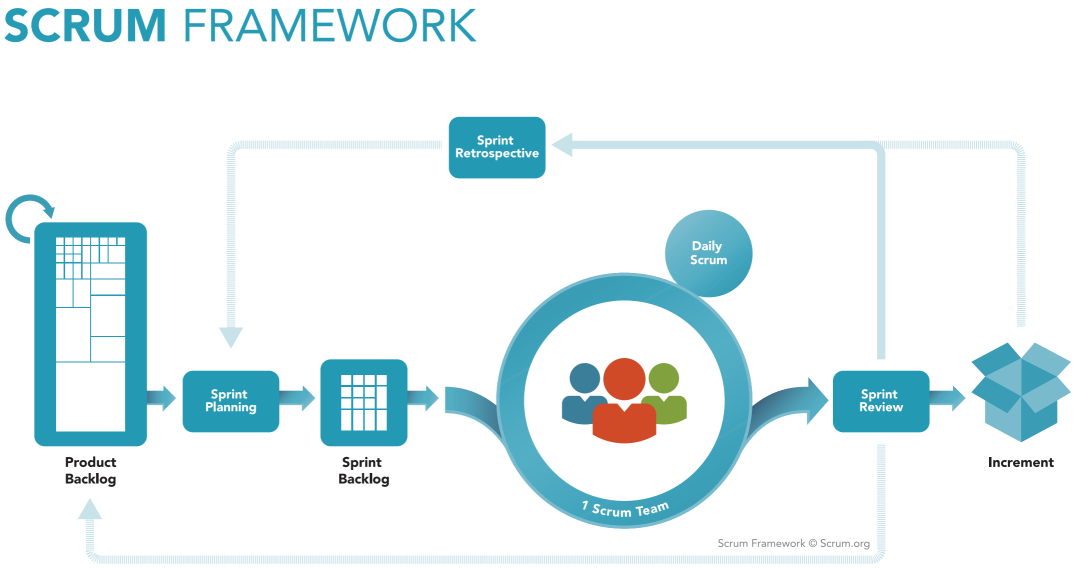 SCRUM FRAMEWORK
Sprint
Retrospective
Daily
Scrum
Sprint
Planning
Sprint
Review
Product
Backlog
Sprint
Backlog
Increment
1 Scrum Team
Scrum Framework © Scrum.org